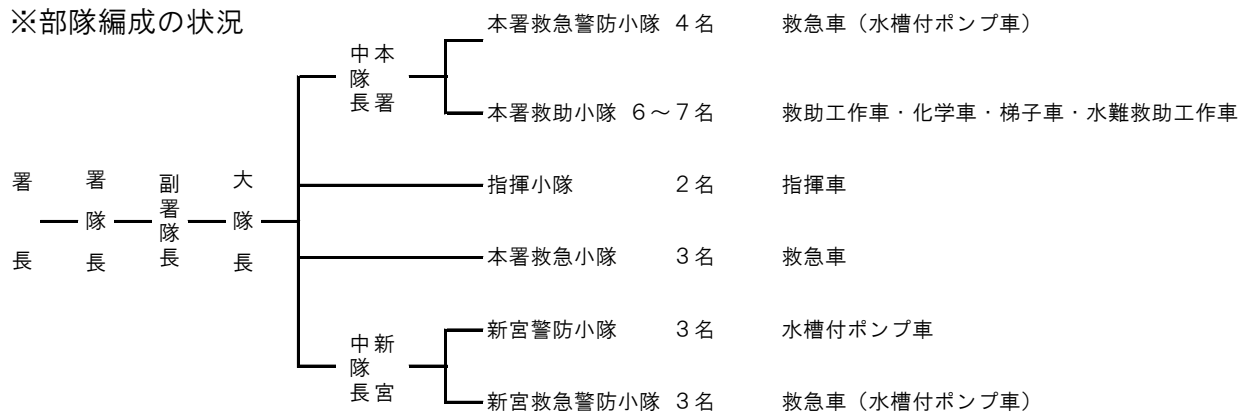 ※部隊編成の状況
署長
署隊長
副署隊長
大隊長
本署中隊長
本署救急警防小隊 4名 救急車（水槽付ポンプ車）
本署救助小隊 6～7名 救助工作車・化学車・梯子車・水難救助工作車
指揮小隊 2名 指揮車
本署救急小隊 3名 救急車
新宮中隊長
新宮警防小隊 3名 水槽付ポンプ車
新宮救急警防小隊 3名 救急車（水槽付ポンプ車）